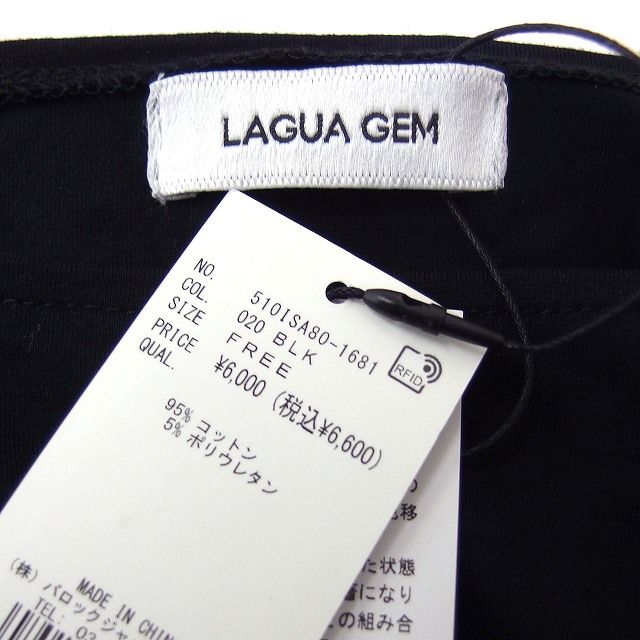 LAGUA GEM
NO. 510ISA80-1681
COL. 020 BLK
SIZE FREE
PRICE ¥6,000 (税込¥6,600)
QUAL.
RFID
95% コットン
5% ポリウレタン
MADE IN CHIN
(株) バロックジャ
TEL: 03
の
移
た状態
になり
の組み合